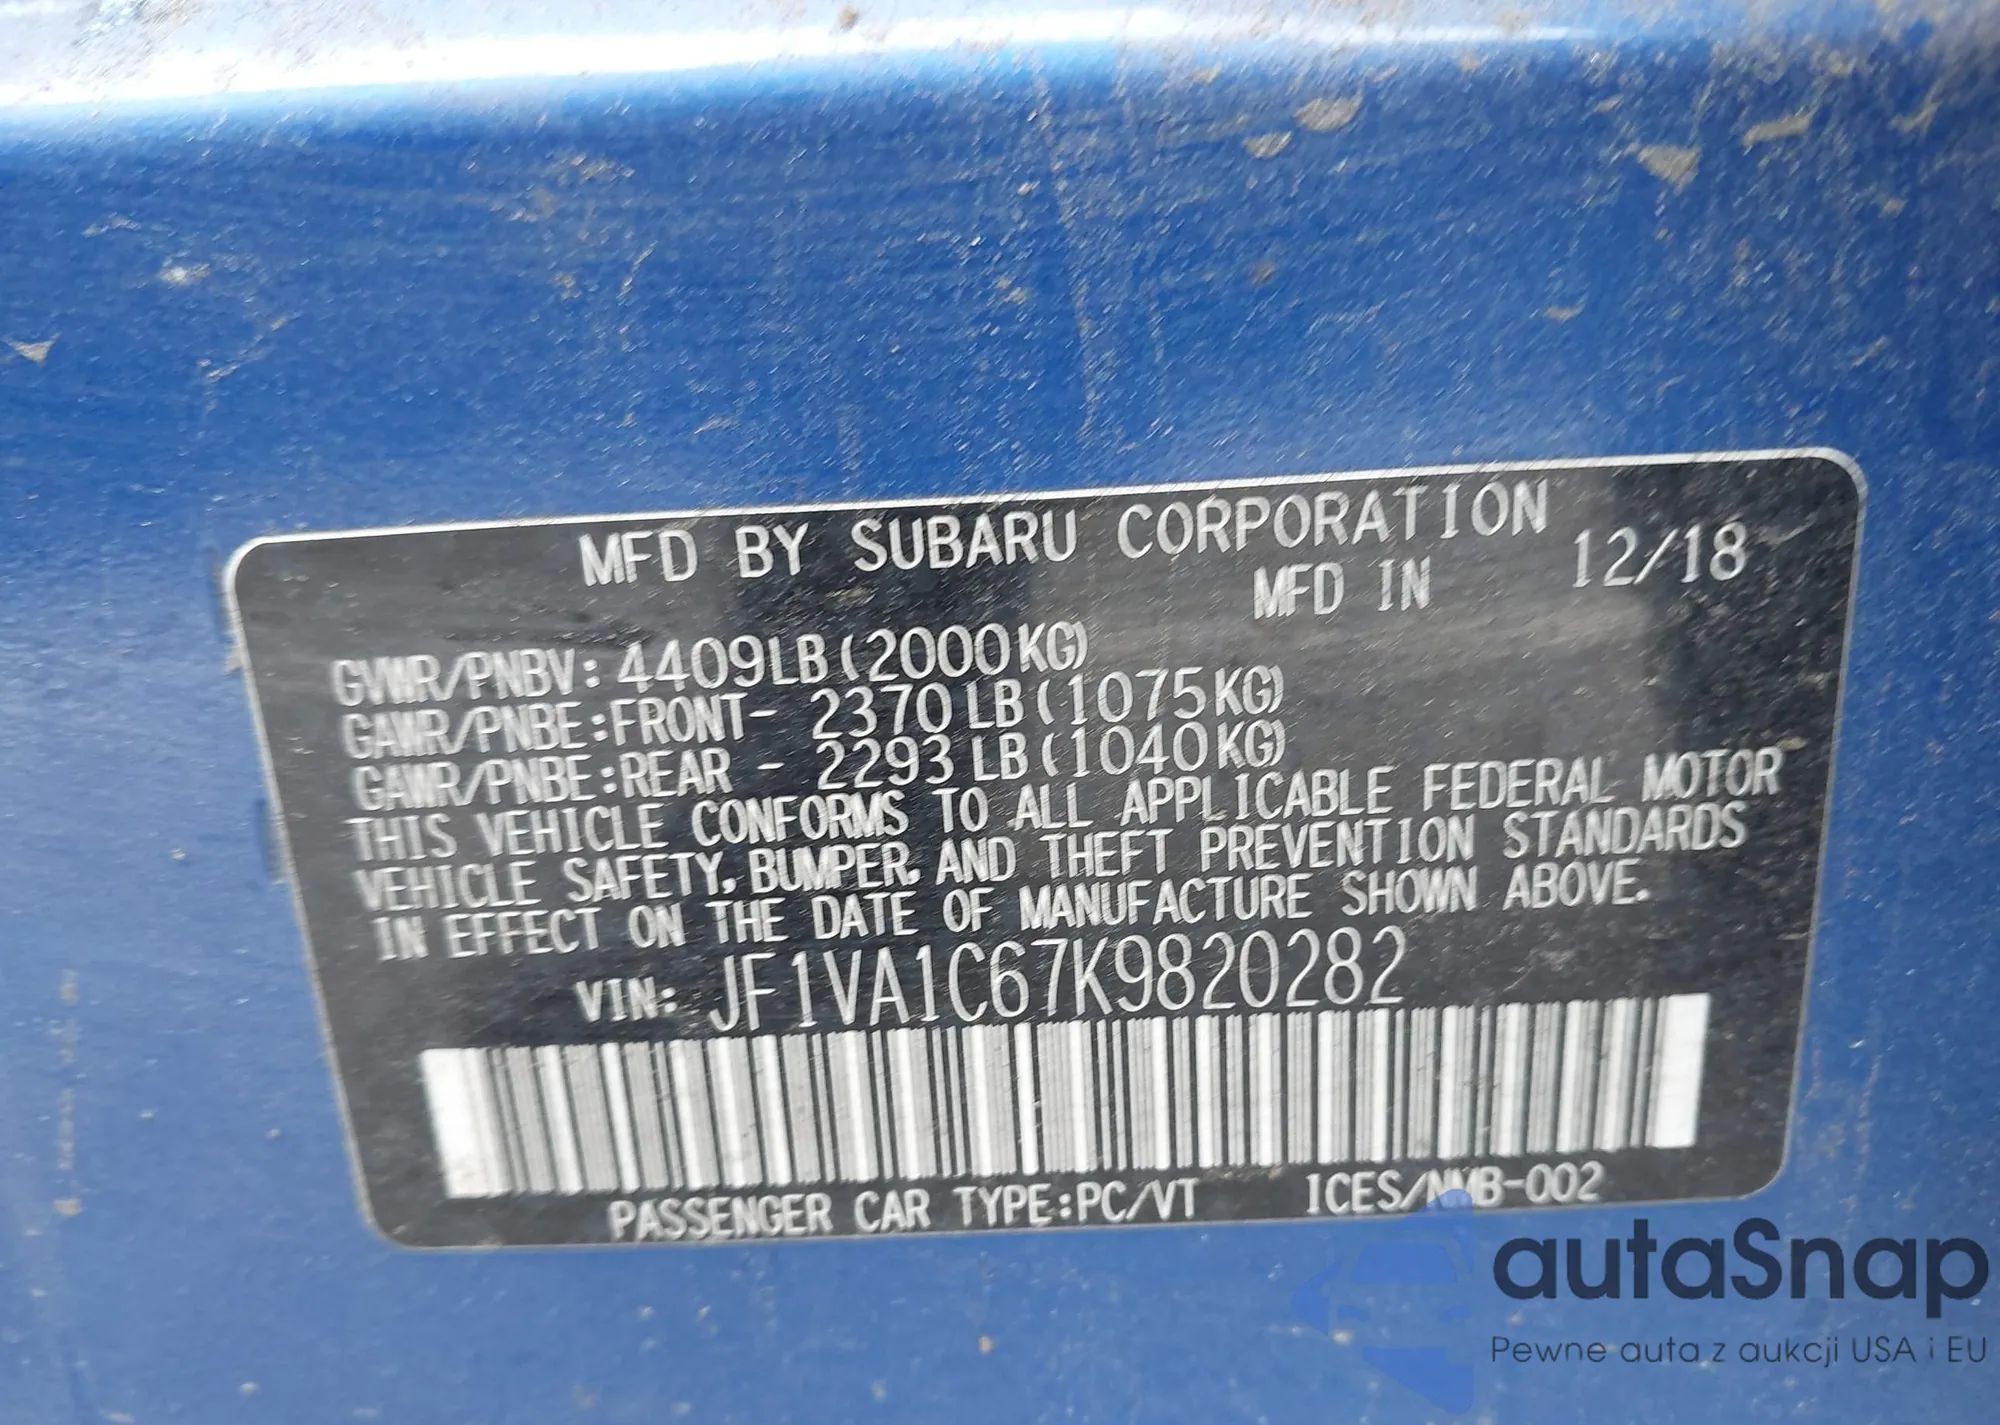 MFD BY SUBARU CORPORATION
MFD IN 12/18
GVWR/PNBV: 4409LB(2000KG)
GAWR/PNBE:FRONT- 2370LB(1075KG)
GAWR/PNBE:REAR - 2293LB(1040KG)
THIS VEHICLE CONFORMS TO ALL APPLICABLE FEDERAL MOTOR
VEHICLE SAFETY, BUMPER, AND THEFT PREVENTION STANDARDS
IN EFFECT ON THE DATE OF MANUFACTURE SHOWN ABOVE.
VIN: JF1VA1C67K9820282
PASSENGER CAR TYPE:PC/VT ICES/NMB-002
autaSnap
Pewne auta z aukcji USA i EU